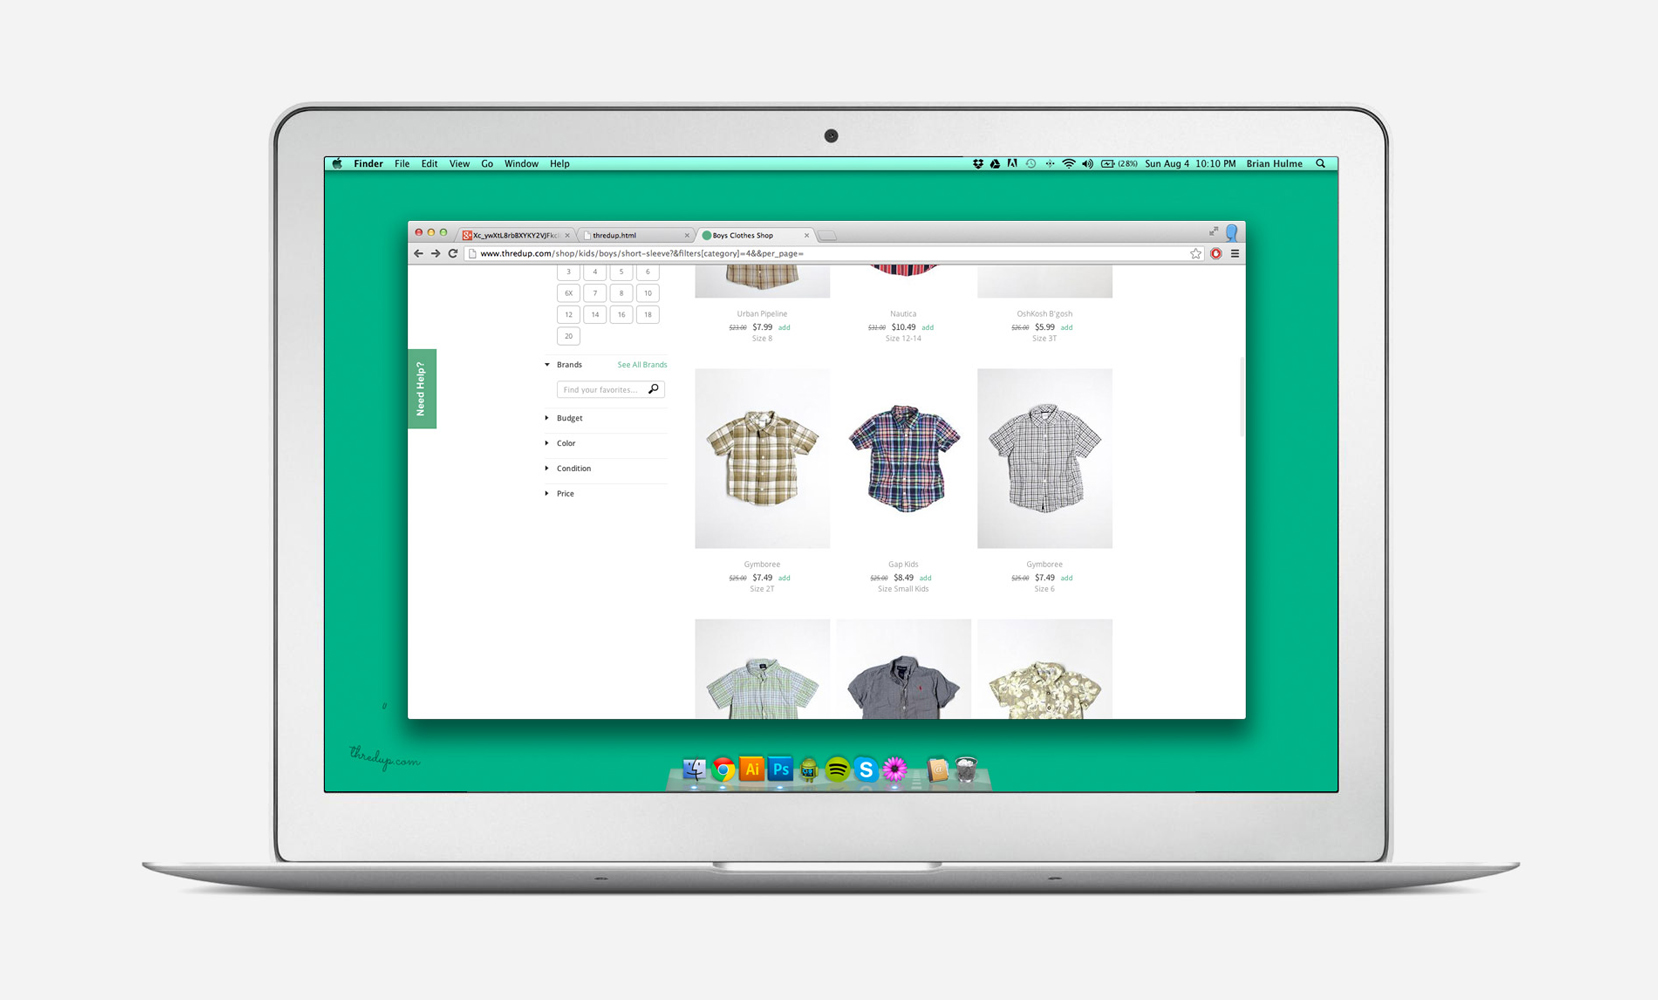 Finder File Edit View Go Window Help
(28%) Sun Aug 4 10:10 PM Brian Hulme
thredup.html
Boys Clothes Shop
www.thredup.com/shop/kids/boys/short-sleeve?&filters[category]=4&&per_page=
3 4 5 6
6X 7 8 10
12 14 16 18
20
Brands See All Brands
Find your favorites...
Budget
Color
Condition
Price
Need Help?
Urban Pipeline
$23.00 $7.99 add
Size 8
Nautica
$31.00 $10.49 add
Size 12-14
OshKosh B'gosh
$26.00 $5.99 add
Size 3T
Gymboree
$25.00 $7.49 add
Size 2T
Gap Kids
$25.00 $8.49 add
Size Small Kids
Gymboree
$25.00 $7.49 add
Size 6
thredup.com
Ai
Ps
S